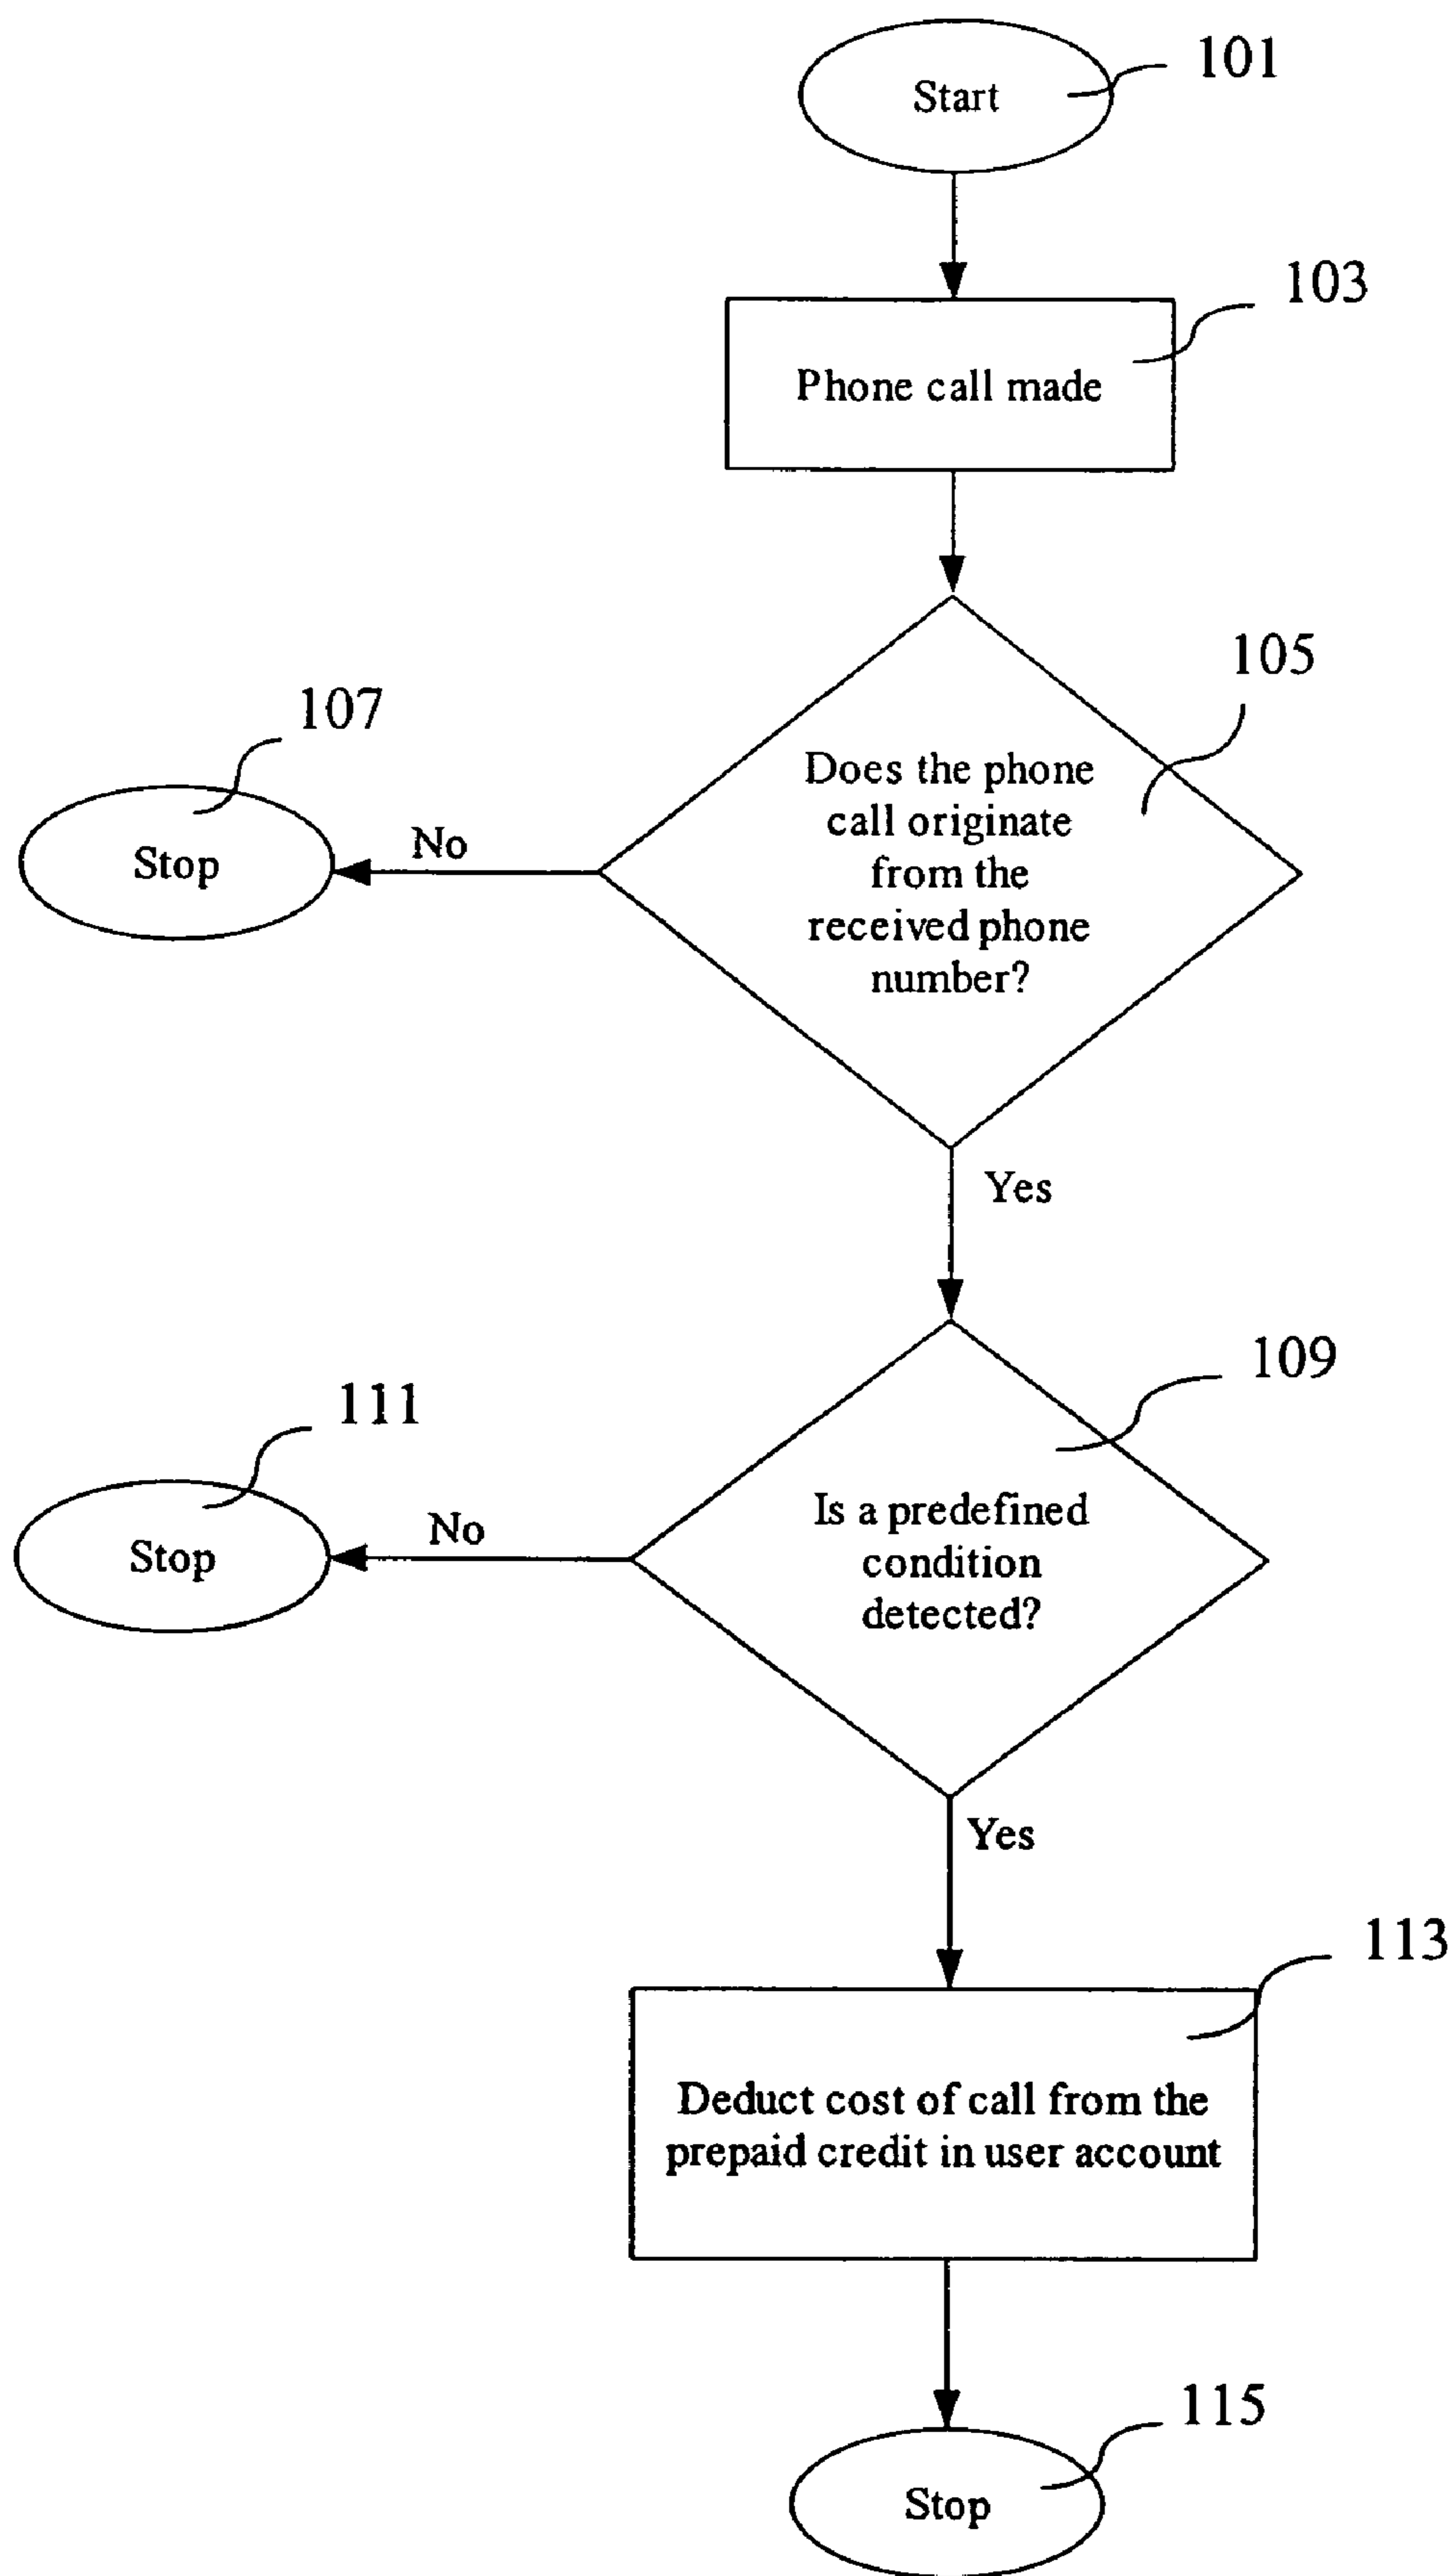 101
Start
103
Phone call made
105
Does the phone
call originate
from the
received phone
number?
107
Stop
No
Yes
109
Is a predefined
condition
detected?
111
Stop
No
Yes
113
Deduct cost of call from the
prepaid credit in user account
115
Stop